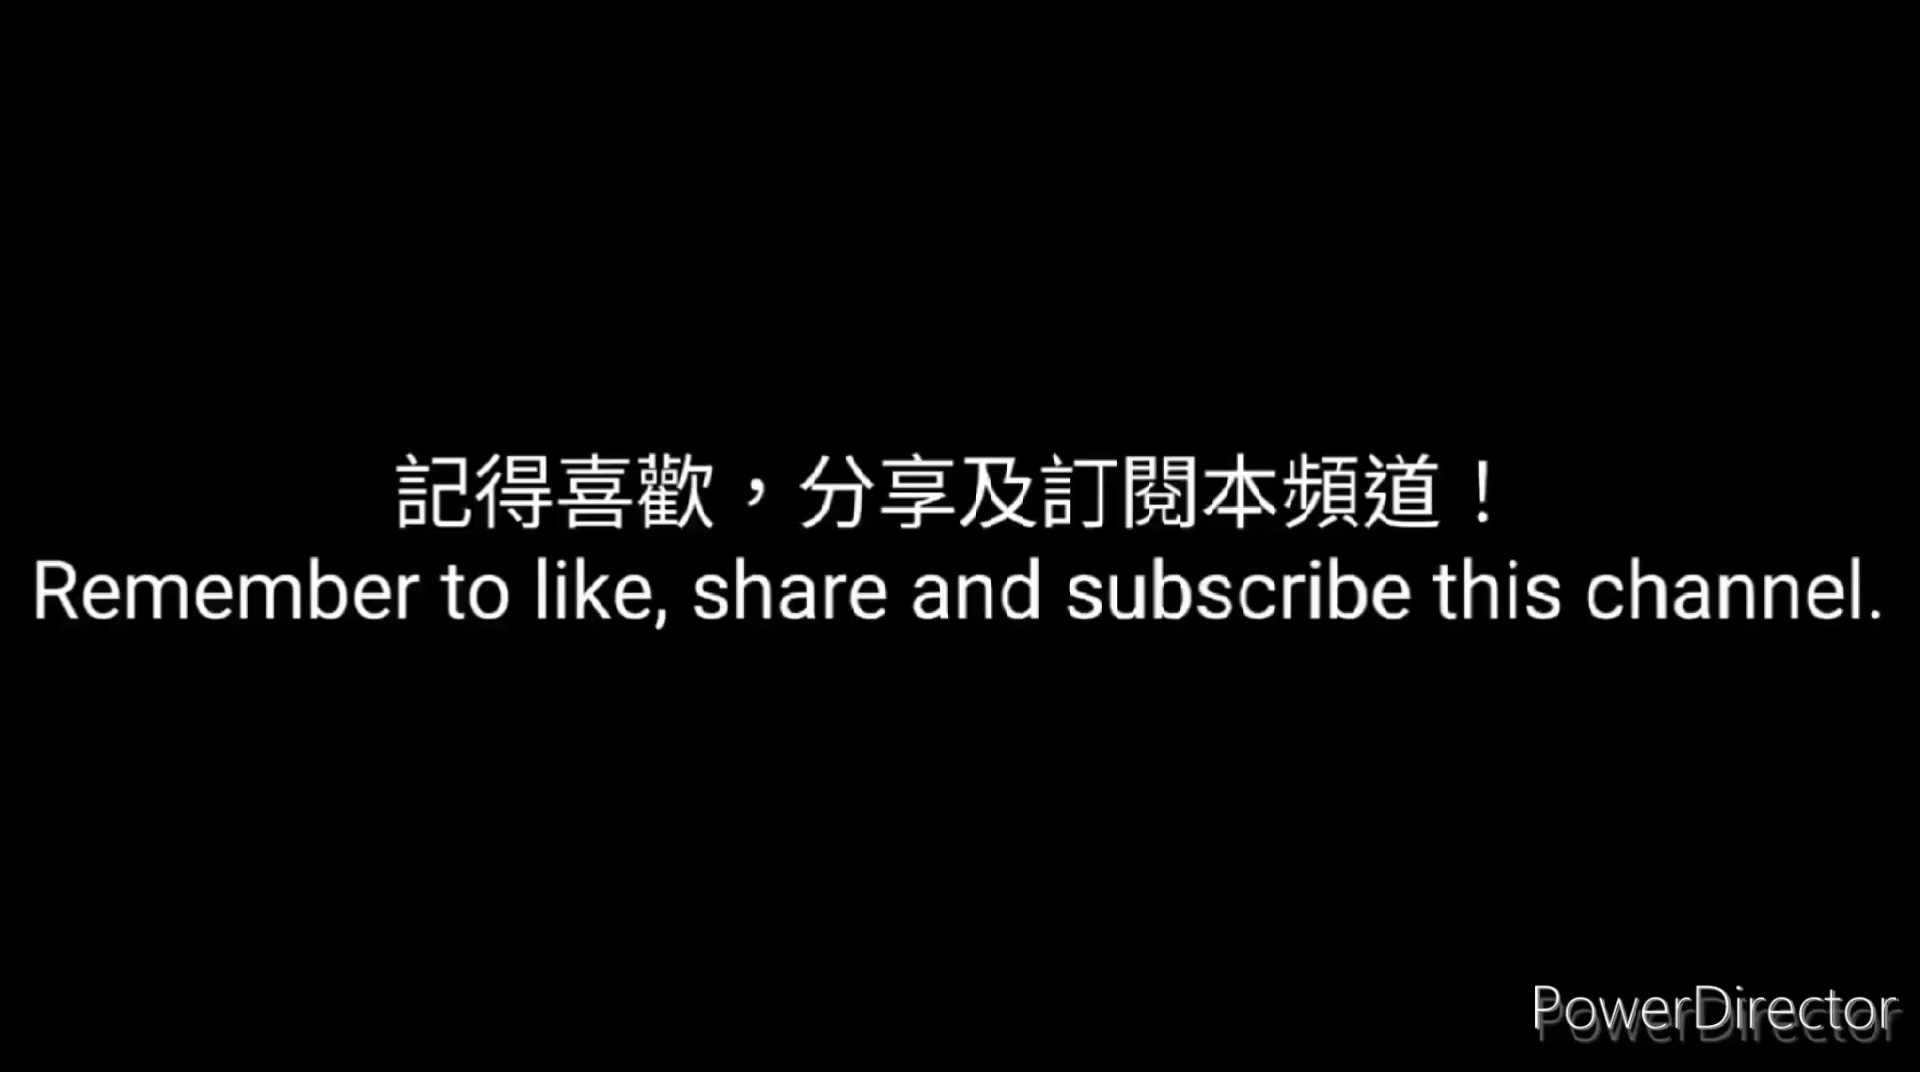 記得喜歡，分享及訂閱本頻道！
Remember to like, share and subscribe this channel.
PowerDirector